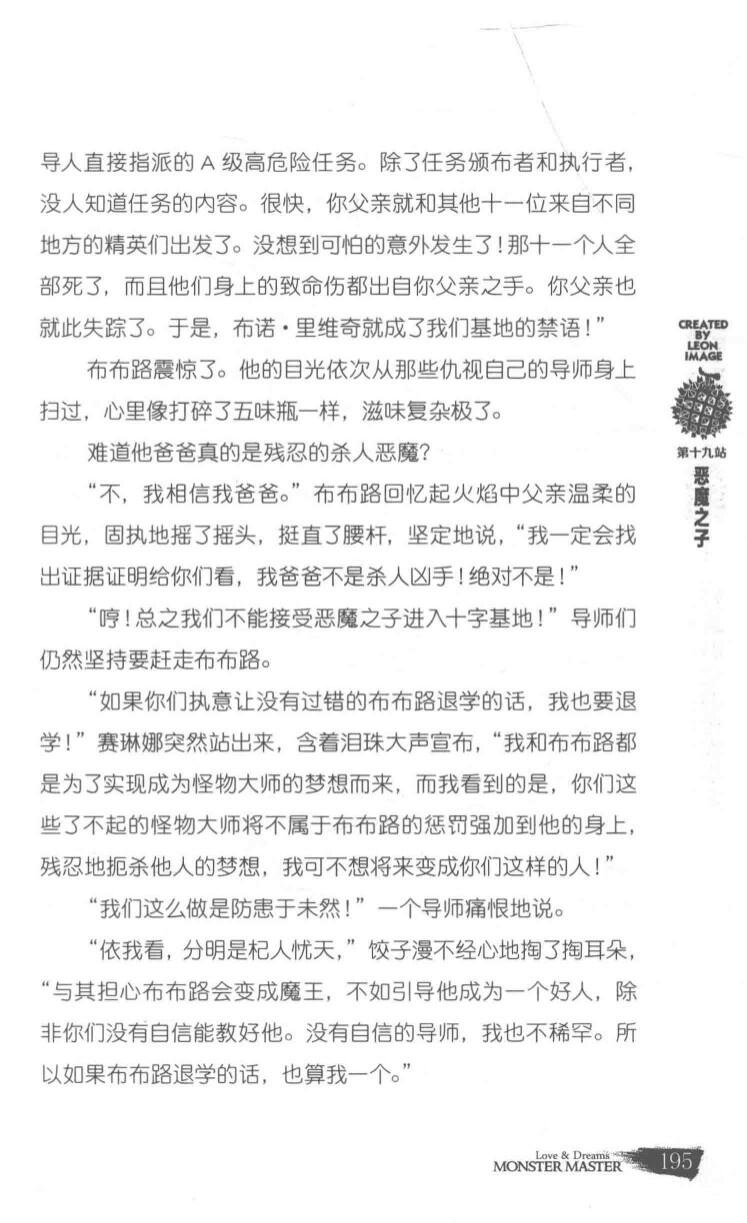 导人直接指派的 A 级高危险任务。除了任务颁布者和执行者，
没人知道任务的内容。很快，你父亲就和其他十一位来自不同
地方的精英们出发了。没想到可怕的意外发生了！那十一个人全
部死了，而且他们身上的致命伤都出自你父亲之手。你父亲也
就此失踪了。于是，布诺·里维奇就成了我们基地的禁语！”
布布路震惊了。他的目光依次从那些仇视自己的导师身上
扫过，心里像打碎了五味瓶一样，滋味复杂极了。
难道他爸爸真的是残忍的杀人恶魔？
“不，我相信我爸爸。”布布路回忆起火焰中父亲温柔的
目光，固执地摇了摇头，挺直了腰杆，坚定地说，“我一定会找
出证据证明给你们看，我爸爸不是杀人凶手！绝对不是！”
“哼！总之我们不能接受恶魔之子进入十字基地！”导师们
仍然坚持要赶走布布路。
“如果你们执意让没有过错的布布路退学的话，我也要退
学！”赛琳娜突然站出来，含着泪珠大声宣布，“我和布布路都
是为了实现成为怪物大师的梦想而来，而我看到的是，你们这
些了不起的怪物大师将不属于布布路的惩罚强加到他的身上，
残忍地扼杀他人的梦想，我可不想将来变成你们这样的人！”
“我们这么做是防患于未然！”一个导师痛恨地说。
“依我看，分明是杞人忧天，”饺子漫不经心地掏了掏耳朵，
“与其担心布布路会变成魔王，不如引导他成为一个好人，除
非你们没有自信能教好他。没有自信的导师，我也不稀罕。所
以如果布布路退学的话，也算我一个。”
CREATED
BY
LEON
IMAGE
第十九站
恶魔之子
Love & Dreams
MONSTER MASTER
195